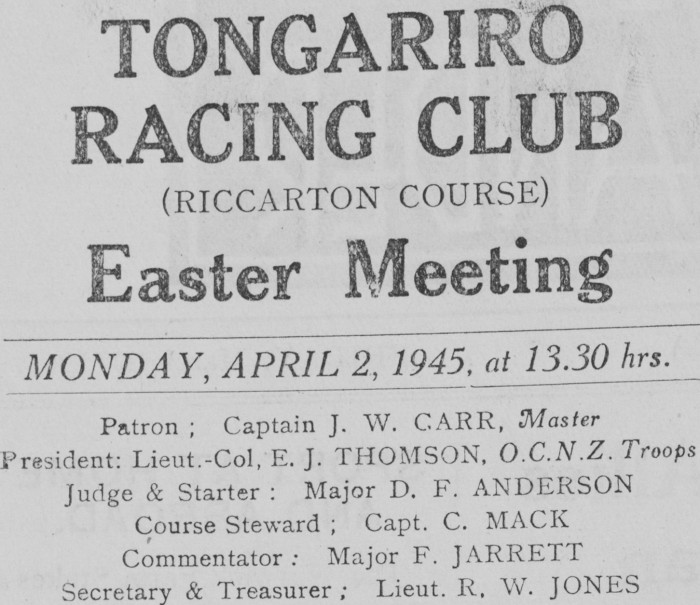 TONGARIRO
RACING CLUB
(RICCARTON COURSE)
Easter Meeting
MONDAY, APRIL 2, 1945, at 13.30 hrs.
Patron ; Captain J. W. CARR, Master
President: Lieut.-Col, E. J. THOMSON, O.C.N.Z. Troops
Judge & Starter : Major D. F. ANDERSON
Course Steward ; Capt. C. MACK
Commentator : Major F. JARRETT
Secretary & Treasurer ; Lieut. R. W. JONES